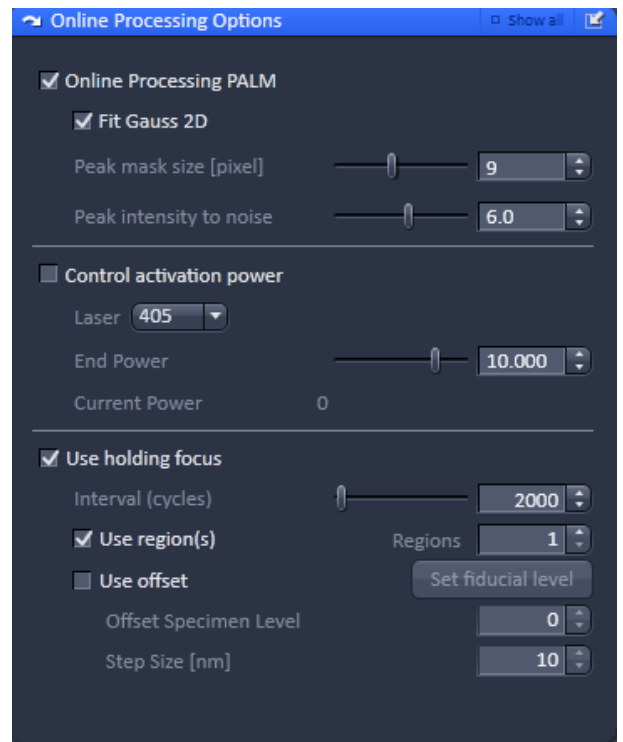 Online Processing Options Show all
Online Processing PALM
Fit Gauss 2D
Peak mask size [pixel] 9
Peak intensity to noise 6.0
Control activation power
Laser 405
End Power 10.000
Current Power 0
Use holding focus
Interval (cycles) 2000
Use region(s) Regions 1
Use offset Set fiducial level
Offset Specimen Level 0
Step Size [nm] 10